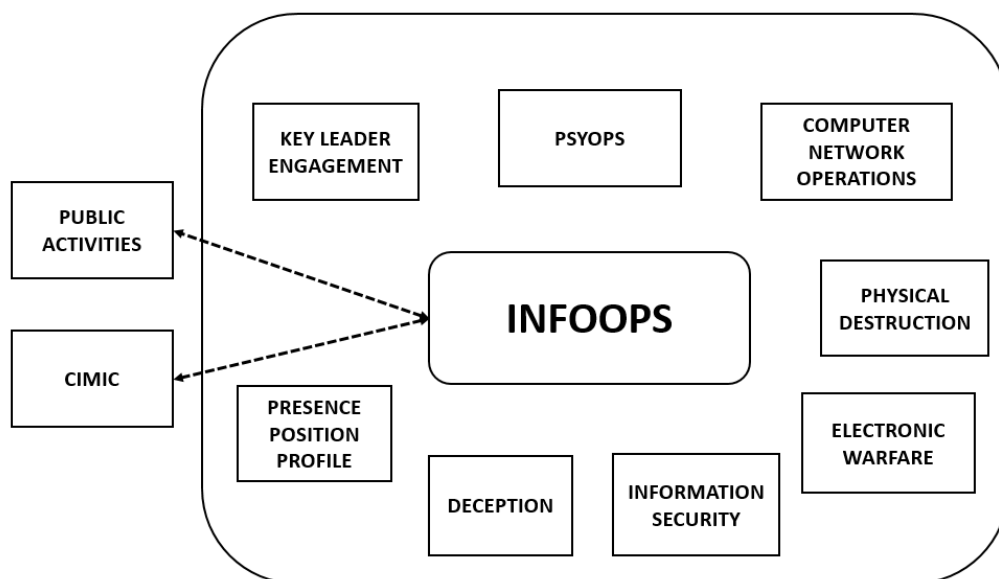 KEY LEADER
ENGAGEMENT
PSYOPS
COMPUTER
NETWORK
OPERATIONS
PUBLIC
ACTIVITIES
INFOOPS
PHYSICAL
DESTRUCTION
CIMIC
PRESENCE
POSITION
PROFILE
ELECTRONIC
WARFARE
DECEPTION
INFORMATION
SECURITY